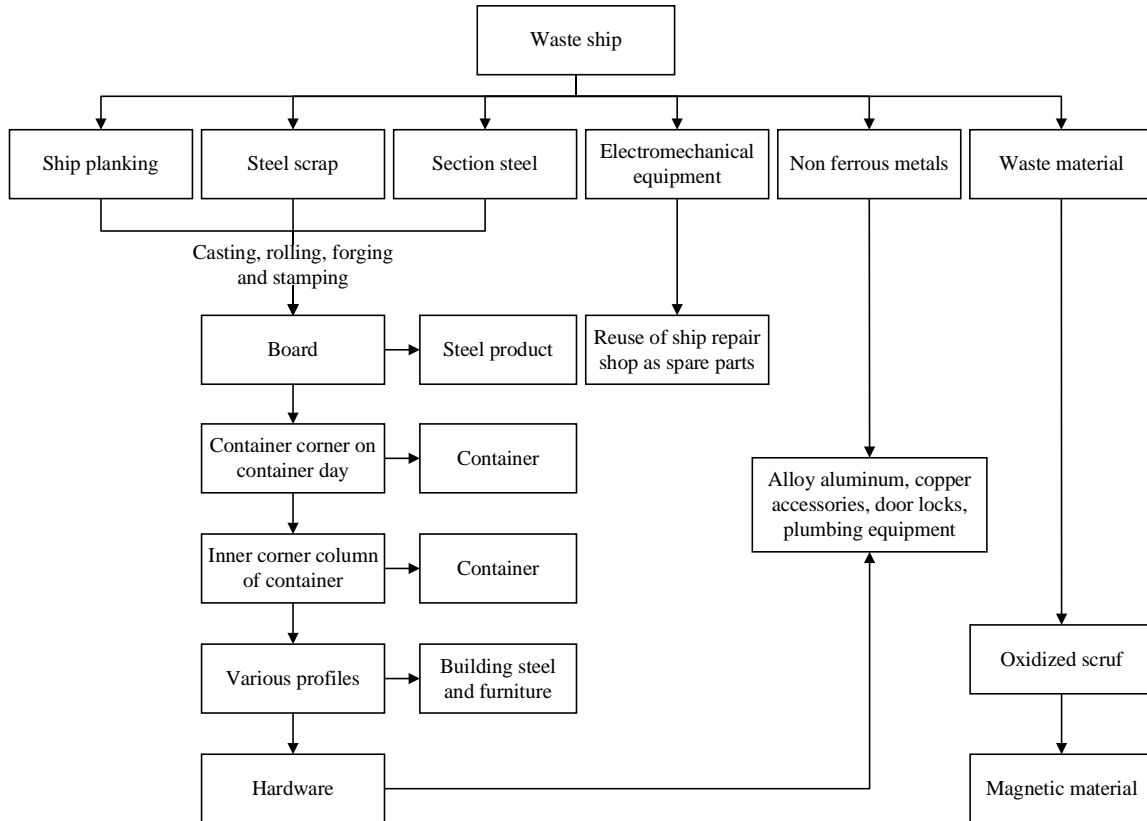 Waste ship
Ship planking
Steel scrap
Section steel
Electromechanical
equipment
Non ferrous metals
Waste material
Casting, rolling, forging
and stamping
Board
Steel product
Reuse of ship repair
shop as spare parts
Container corner on
container day
Container
Alloy aluminum, copper
accessories, door locks,
plumbing equipment
Inner corner column
of container
Container
Various profiles
Building steel
and furniture
Oxidized scruf
Hardware
Magnetic material